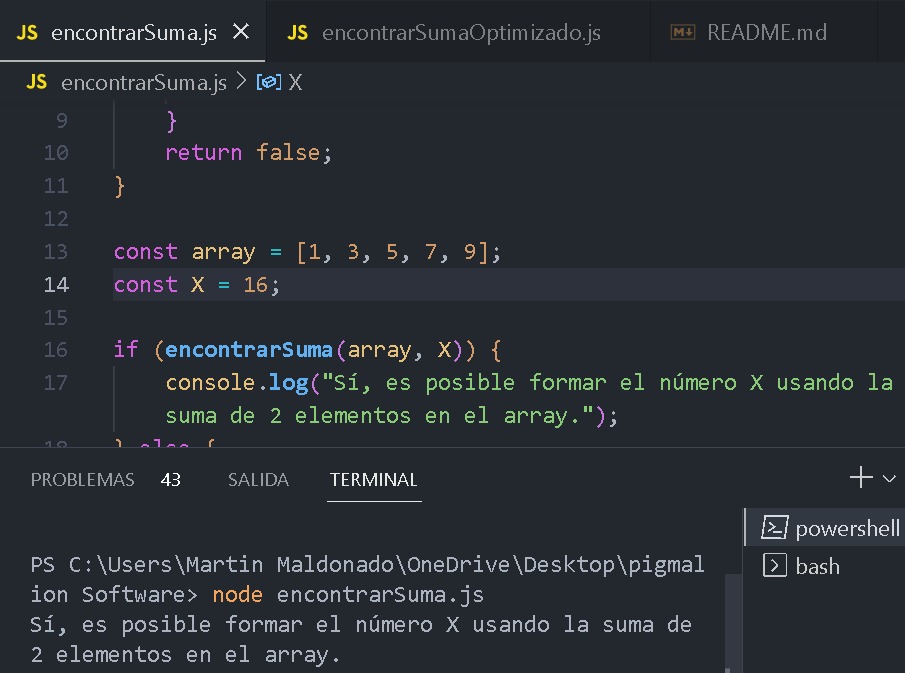 JS encontrarSuma.js × JS encontrarSumaOptimizado.js README.md
JS encontrarSuma.js > X
9 }
10 return false;
11 }
12
13 const array = [1, 3, 5, 7, 9];
14 const X = 16;
15
16 if (encontrarSuma(array, X)) {
17 console.log("Sí, es posible formar el número X usando la
suma de 2 elementos en el array.");
18 } else {
PROBLEMAS 43 SALIDA TERMINAL
powershell
bash
PS C:\Users\Martin Maldonado\OneDrive\Desktop\pigmal
ion Software> node encontrarSuma.js
Sí, es posible formar el número X usando la suma de
2 elementos en el array.